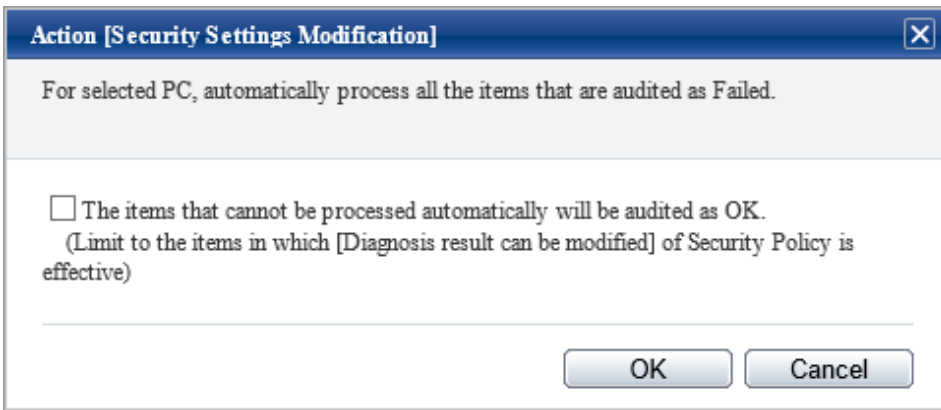 Action [Security Settings Modification]
For selected PC, automatically process all the items that are audited as Failed.
The items that cannot be processed automatically will be audited as OK.
(Limit to the items in which [Diagnosis result can be modified] of Security Policy is
effective)
OK Cancel